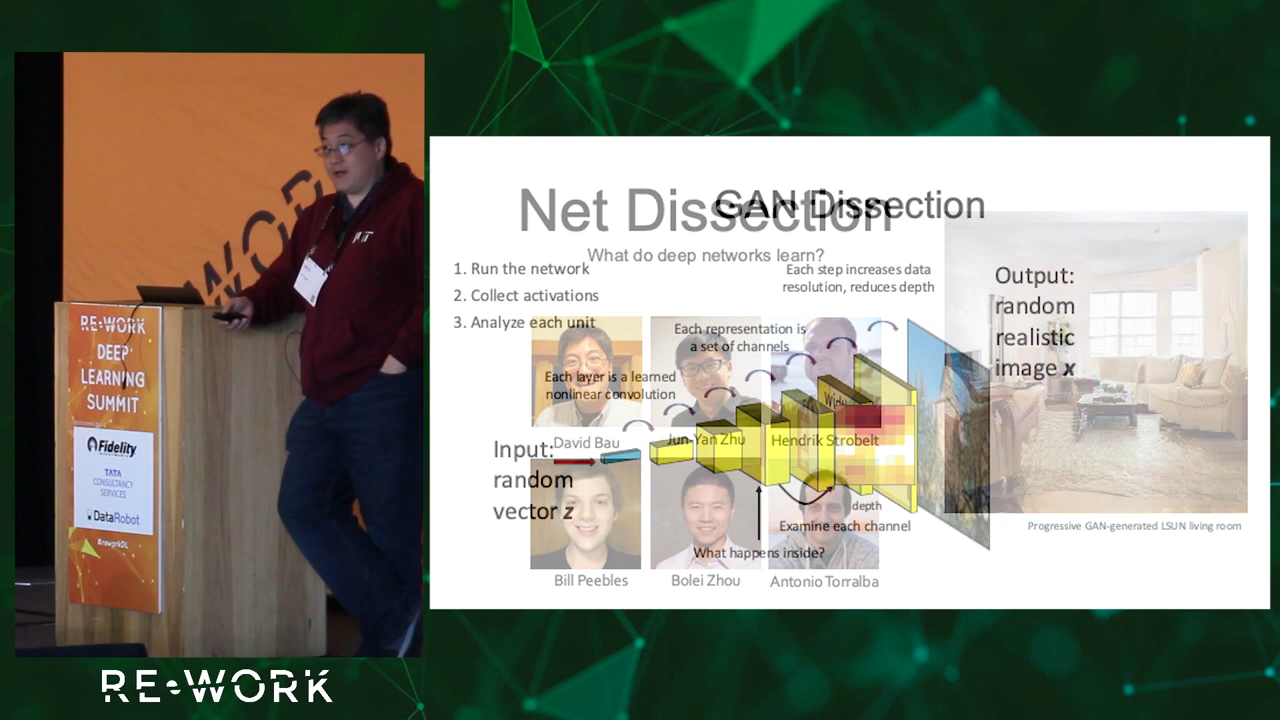 WORD
MIT
RE•WORK
DEEP
LEARNING
SUMMIT
Fidelity
TATA
CONSULTANCY
SERVICES
DataRobot
#reworkDL
RE•WORK
Net Dissection
GAN Dissection
What do deep networks learn?
1. Run the network
2. Collect activations
3. Analyze each unit
Each step increases data
resolution, reduces depth
Each representation is
a set of channels
Each layer is a learned
nonlinear convolution
Output:
random
realistic
image x
Input:
random
vector z
David Bau
Jun-Yan Zhu
Hendrik Strobelt
depth
Examine each channel
What happens inside?
Bill Peebles
Bolei Zhou
Antonio Torralba
Progressive GAN-generated LSUN living room